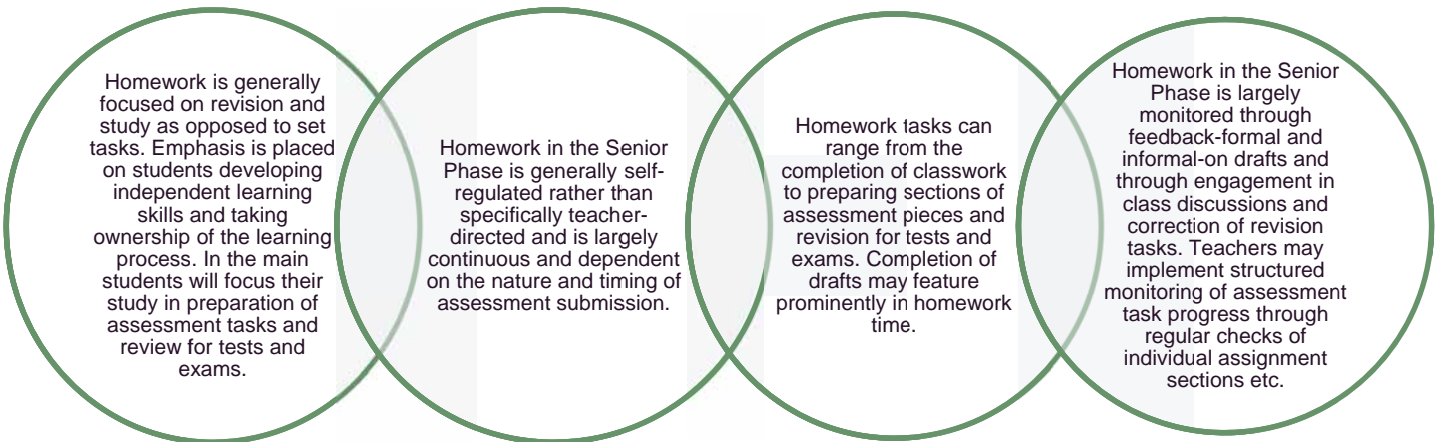 Homework is generally
focused on revision and
study as opposed to set
tasks. Emphasis is placed
on students developing
independent learning
skills and taking
ownership of the learning
process. In the main
students will focus their
study in preparation of
assessment tasks and
review for tests and
exams.
Homework in the Senior
Phase is generally self-
regulated rather than
specifically teacher-
directed and is largely
continuous and dependent
on the nature and timing of
assessment submission.
Homework tasks can
range from the
completion of classwork
to preparing sections of
assessment pieces and
revision for tests and
exams. Completion of
drafts may feature
prominently in homework
time.
Homework in the Senior
Phase is largely
monitored through
feedback-formal and
informal-on drafts and
through engagement in
class discussions and
correction of revision
tasks. Teachers may
implement structured
monitoring of assessment
task progress through
regular checks of
individual assignment
sections etc.